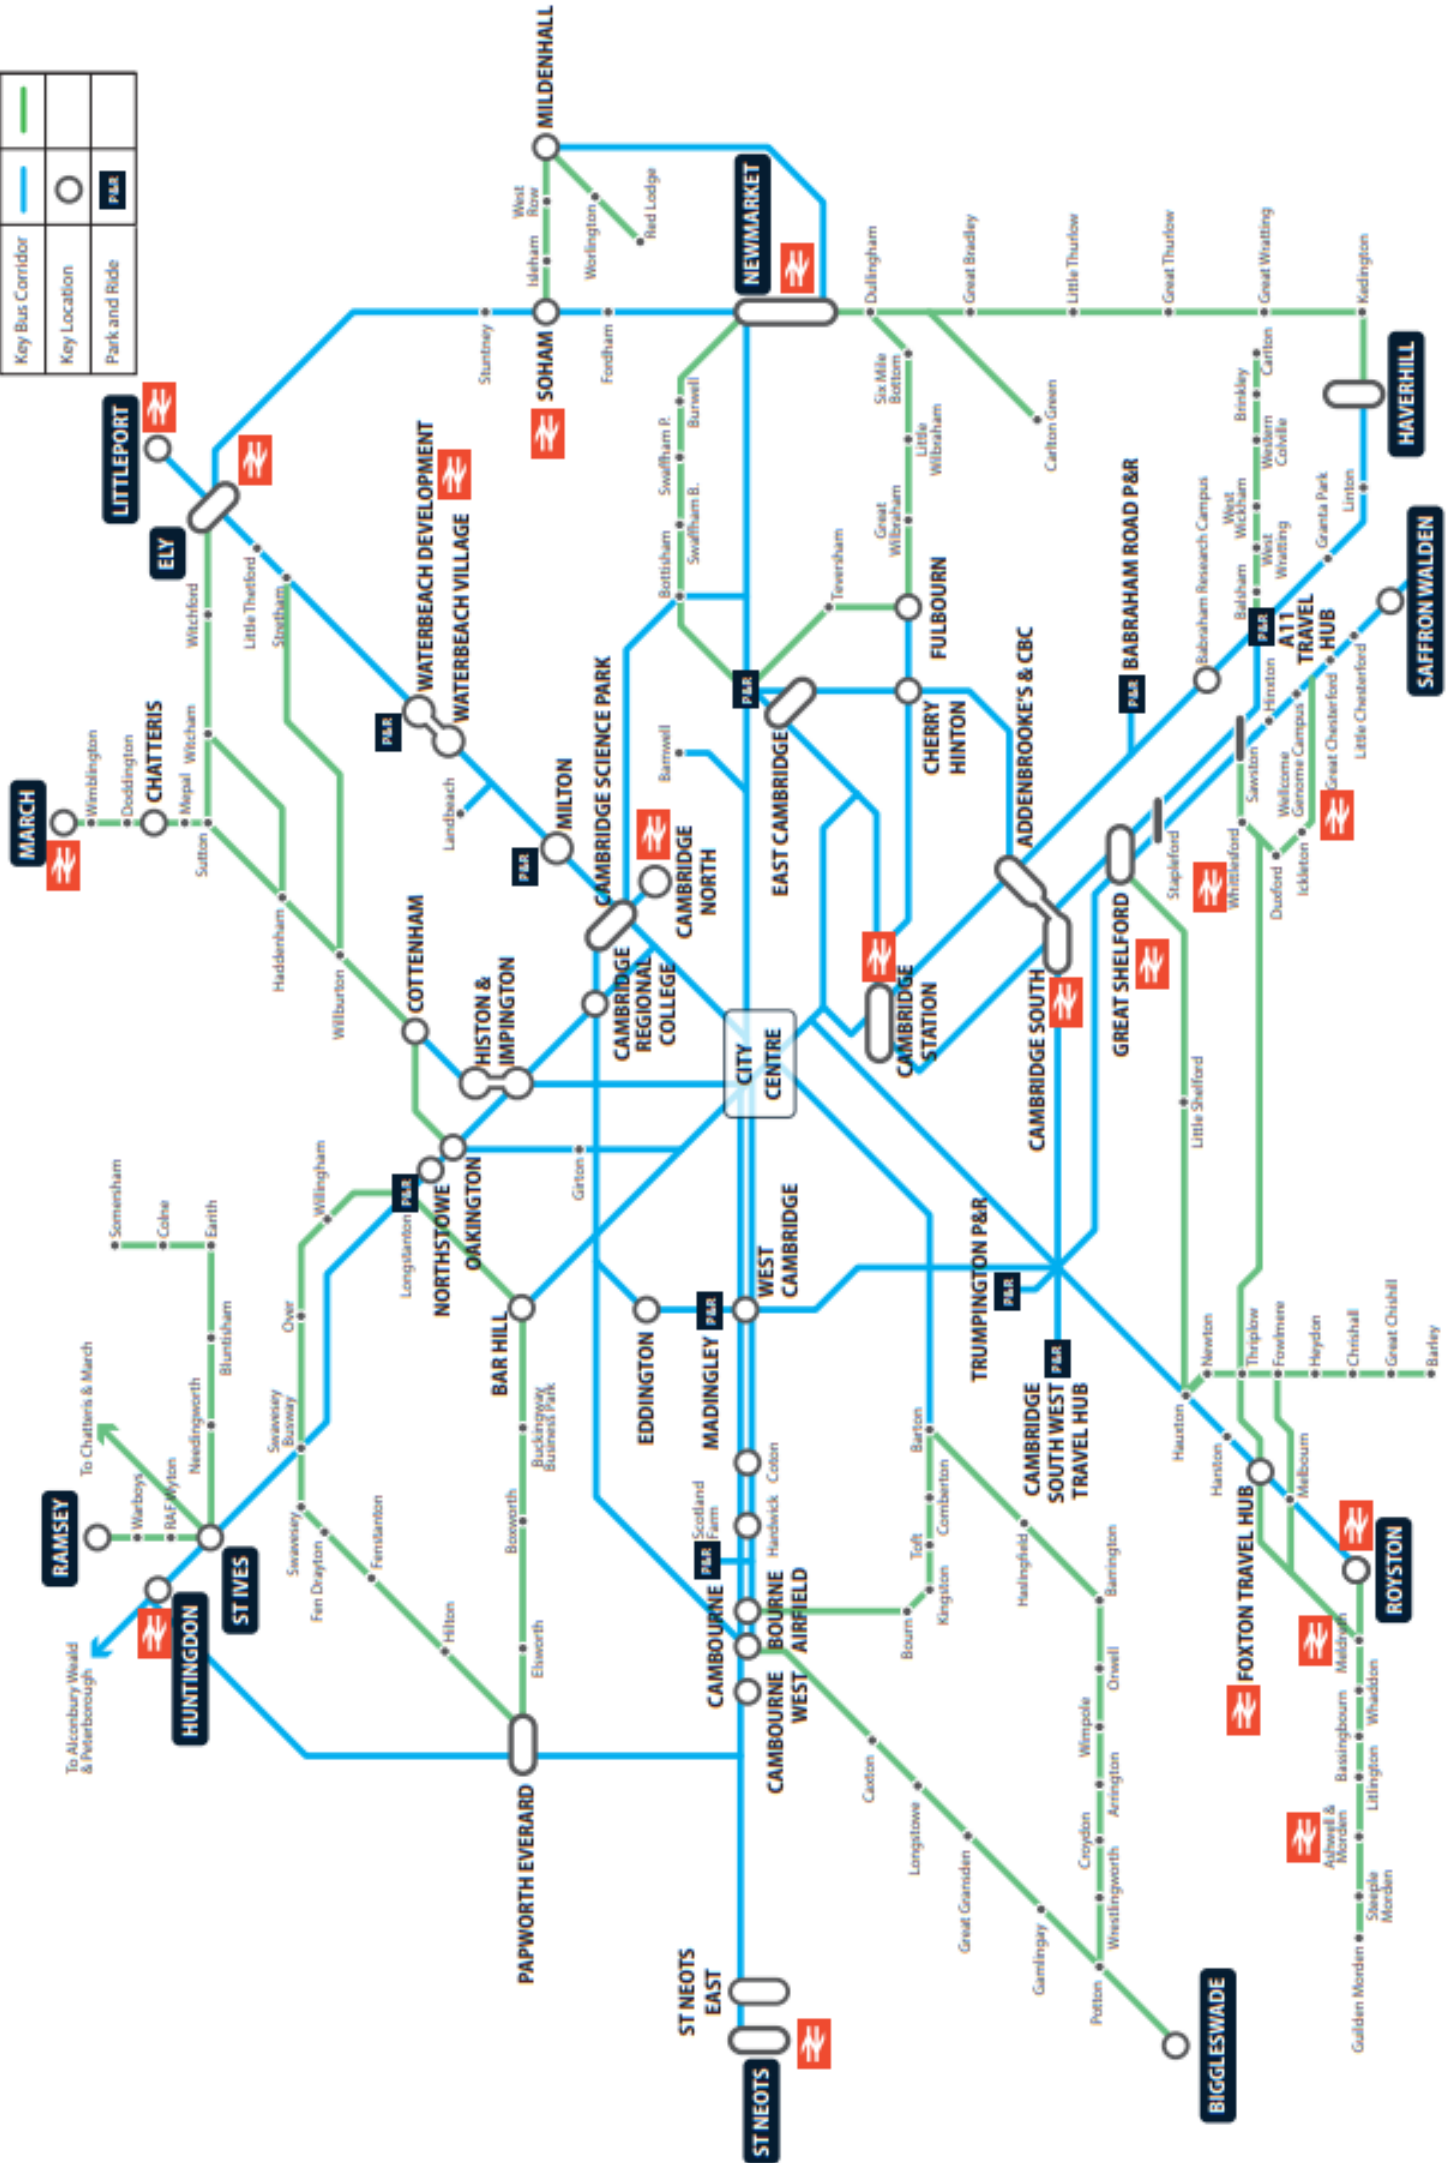 Key Bus Corridor
Key Location
Park and Ride
P&R
RAMSEY
Warboys
RAF Wyton
To Chatteris & March
Somersham
Colne
Earith
Bluntisham
Needingworth
ST IVES
To Alconbury Weald
& Peterborough
HUNTINGDON
Swavesey
Busway
Over
Willingham
Swavesey
Fen Drayton
Fenstanton
Hilton
Longstanton
P&R
NORTHSTOWE
OAKINGTON
Girton
BAR HILL
Buckingway
Business Park
Boxworth
Elsworth
PAPWORTH EVERARD
MARCH
Wimblington
Doddington
CHATTERIS
Mepal
Witcham
Sutton
Witchford
Haddenham
Wilburton
COTTENHAM
HISTON &
IMPINGTON
ELY
LITTLEPORT
Little Thetford
Stretham
P&R
WATERBEACH DEVELOPMENT
WATERBEACH VILLAGE
Landbeach
P&R
MILTON
CAMBRIDGE SCIENCE PARK
CAMBRIDGE
NORTH
CAMBRIDGE
REGIONAL
COLLEGE
Stuntney
SOHAM
Fordham
Isleham
West
Row
MILDENHALL
Worlington
Red Lodge
NEWMARKET
Burwell
Swaffham P.
Swaffham B.
Bottisham
Barnwell
P&R
EAST CAMBRIDGE
Teversham
FULBOURN
CHERRY
HINTON
Great
Wilbraham
Little
Wilbraham
Six Mile
Bottom
Dullingham
Great Bradley
Little Thurlow
Great Thurlow
Great Wratting
Kedington
Carlton Green
HAVERHILL
CITY
CENTRE
CAMBRIDGE
STATION
ADDENBROOKE'S & CBC
CAMBRIDGE SOUTH
BABRAHAM ROAD P&R
P&R
Babraham Research Campus
P&R
A11
TRAVEL
HUB
Balsham
West
Wratting
West
Wickham
Western
Colville
Brinkley
Carlton
Granta Park
Linton
SAFFRON WALDEN
Little Chesterford
Great Chesterford
Wellcome
Genome Campus
Hinxton
Sawston
Stapleford
Whittlesford
Duxford
Ickleton
GREAT SHELFORD
Little Shelford
EDDINGTON
MADINGLEY
P&R
WEST
CAMBRIDGE
Coton
Hardwick
Scotland
Farm
P&R
BOURNE
AIRFIELD
CAMBOURNE
CAMBOURNE
WEST
ST NEOTS
EAST
ST NEOTS
TRUMPINGTON P&R
P&R
P&R
CAMBRIDGE
SOUTH WEST
TRAVEL HUB
Barton
Comberton
Toft
Kingston
Bourn
Haslingfield
Barrington
Orwell
Wimpole
Arrington
Croydon
Wrestlingworth
Potton
Caxton
Longstowe
Great Gransden
Gamlingay
BIGGLESWADE
Hauxton
Harston
FOXTON TRAVEL HUB
Newton
Thriplow
Fowlmere
Heydon
Chrishall
Great Chishill
Barley
Melbourn
ROYSTON
Meldreth
Whaddon
Bassingbourn
Litlington
Ashwell &
Morden
Steeple
Morden
Guilden Morden